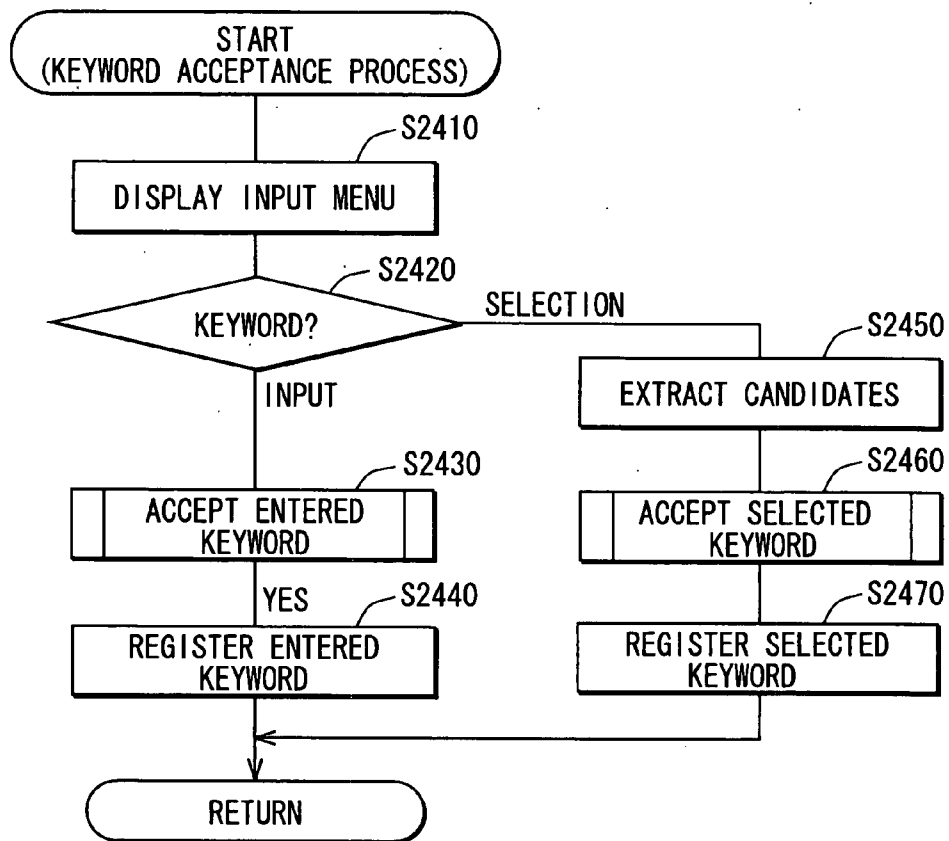 START
(KEYWORD ACCEPTANCE PROCESS)
S2410
DISPLAY INPUT MENU
S2420
KEYWORD?
SELECTION
INPUT
S2450
EXTRACT CANDIDATES
S2430
ACCEPT ENTERED
KEYWORD
S2460
ACCEPT SELECTED
KEYWORD
YES
S2440
REGISTER ENTERED
KEYWORD
S2470
REGISTER SELECTED
KEYWORD
RETURN